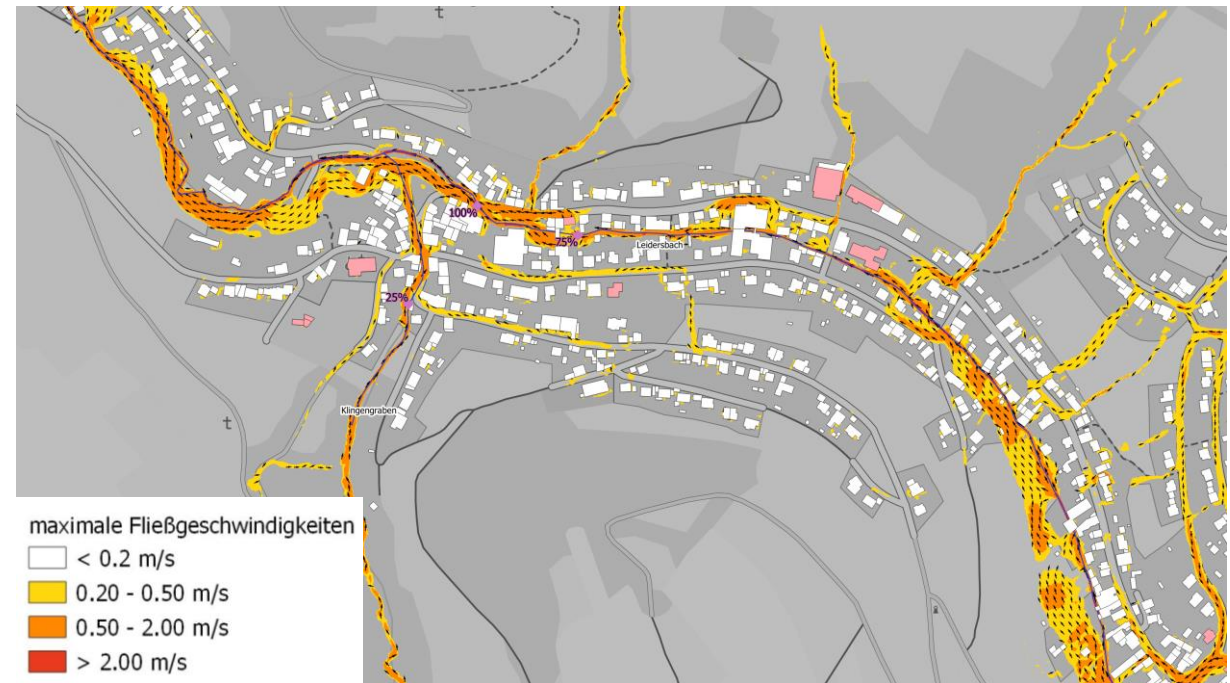 100%
75%
Leidersbach
25%
Klingengraben
maximale Fließgeschwindigkeiten
< 0.2 m/s
0.20 - 0.50 m/s
0.50 - 2.00 m/s
> 2.00 m/s